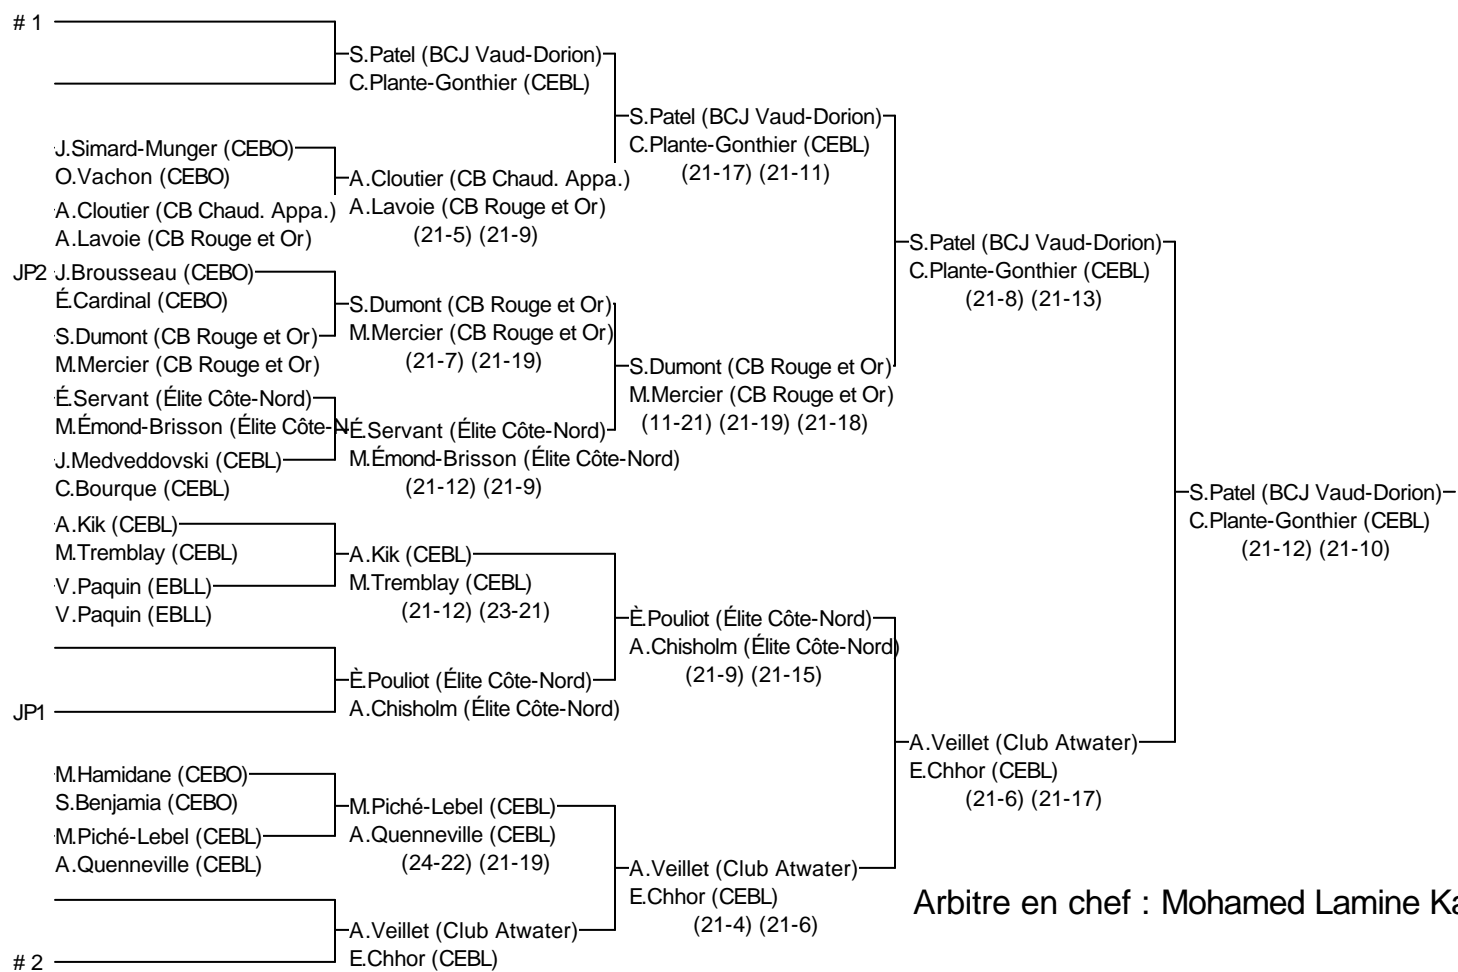 # 1
S.Patel (BCJ Vaud-Dorion)
C.Plante-Gonthier (CEBL)
S.Patel (BCJ Vaud-Dorion)
C.Plante-Gonthier (CEBL)
(21-17) (21-11)
J.Simard-Munger (CEBO)
O.Vachon (CEBO)
A.Cloutier (CB Chaud. Appa.)
A.Lavoie (CB Rouge et Or)
(21-5) (21-9)
A.Cloutier (CB Chaud. Appa.)
A.Lavoie (CB Rouge et Or)
S.Patel (BCJ Vaud-Dorion)
C.Plante-Gonthier (CEBL)
(21-8) (21-13)
JP2 J.Brousseau (CEBO)
É.Cardinal (CEBO)
S.Dumont (CB Rouge et Or)
M.Mercier (CB Rouge et Or)
(21-7) (21-19)
S.Dumont (CB Rouge et Or)
M.Mercier (CB Rouge et Or)
S.Dumont (CB Rouge et Or)
M.Mercier (CB Rouge et Or)
(11-21) (21-19) (21-18)
É.Servant (Élite Côte-Nord)
M.Émond-Brisson (Élite Côte-N
É.Servant (Élite Côte-Nord)
M.Émond-Brisson (Élite Côte-Nord)
(21-12) (21-9)
J.Medveddovski (CEBL)
C.Bourque (CEBL)
S.Patel (BCJ Vaud-Dorion)
C.Plante-Gonthier (CEBL)
(21-12) (21-10)
A.Kik (CEBL)
M.Tremblay (CEBL)
A.Kik (CEBL)
M.Tremblay (CEBL)
(21-12) (23-21)
V.Paquin (EBLL)
V.Paquin (EBLL)
È.Pouliot (Élite Côte-Nord)
A.Chisholm (Élite Côte-Nord)
(21-9) (21-15)
È.Pouliot (Élite Côte-Nord)
A.Chisholm (Élite Côte-Nord)
JP1
A.Veillet (Club Atwater)
E.Chhor (CEBL)
(21-6) (21-17)
M.Hamidane (CEBO)
S.Benjamia (CEBO)
M.Piché-Lebel (CEBL)
A.Quenneville (CEBL)
(24-22) (21-19)
M.Piché-Lebel (CEBL)
A.Quenneville (CEBL)
A.Veillet (Club Atwater)
E.Chhor (CEBL)
(21-4) (21-6)
Arbitre en chef : Mohamed Lamine Ka
A.Veillet (Club Atwater)
E.Chhor (CEBL)
# 2